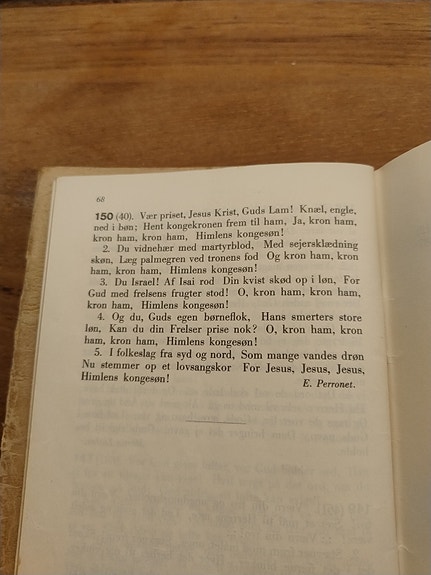 68
150 (40). Vær priset, Jesus Krist, Guds Lam! Knæl, engle,
ned i bøn; Hent kongekronen frem til ham, Ja, kron ham,
kron ham, kron ham, Himlens kongesøn!
2. Du vidnehær med martyrblod, Med sejersklædning
skøn, Læg palmegren ved tronens fod Og kron ham, kron
ham, kron ham, Himlens kongesøn!
3. Du Israel! Af Isai rod Din kvist skød op i løn, For
Gud med frelsens frugter stod! O, kron ham, kron ham,
kron ham, Himlens kongesøn!
4. Og du, Guds egen børneflok, Hans smerters store
løn, Kan du din Frelser prise nok? O, kron ham, kron
ham, kron ham, Himlens kongesøn!
5. I folkeslag fra syd og nord, Som mange vandes drøn
Nu stemmer op et lovsangskor For Jesus, Jesus, Jesus,
Himlens kongesøn!
E. Perronet.